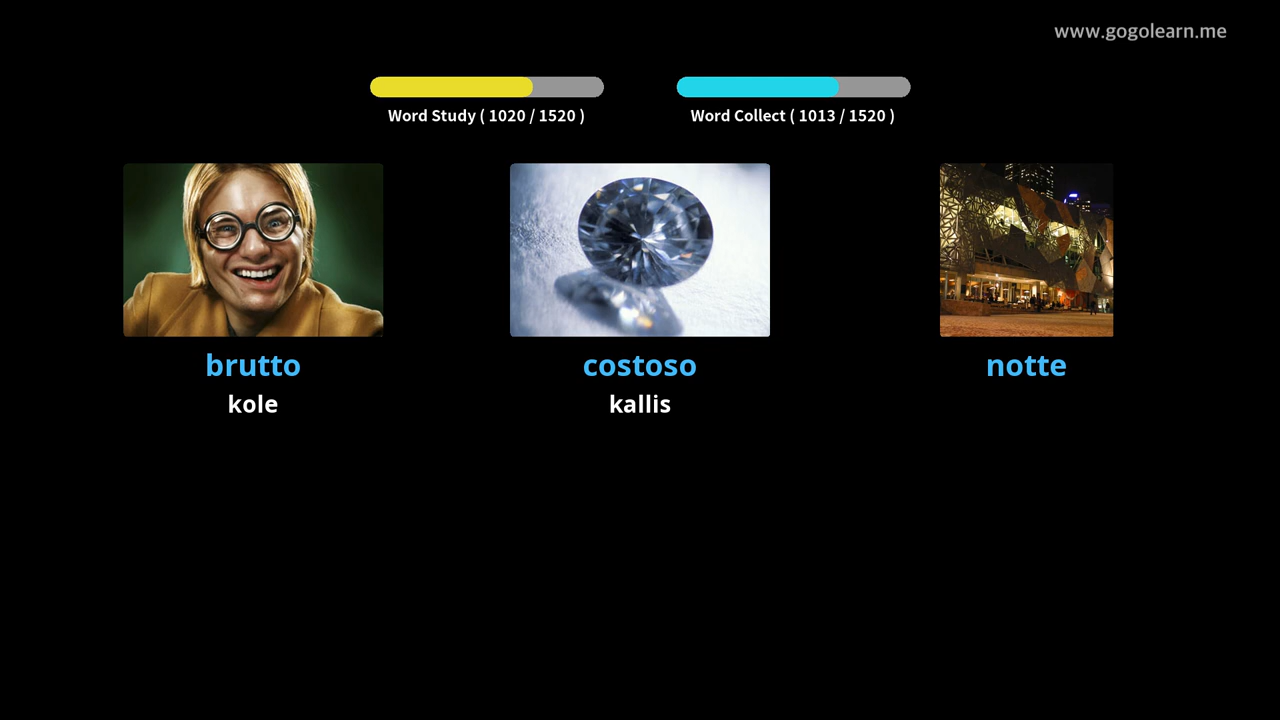 www.gogolearn.me
Word Study ( 1020 / 1520 )
Word Collect ( 1013 / 1520 )
brutto
costoso
notte
kole
kallis